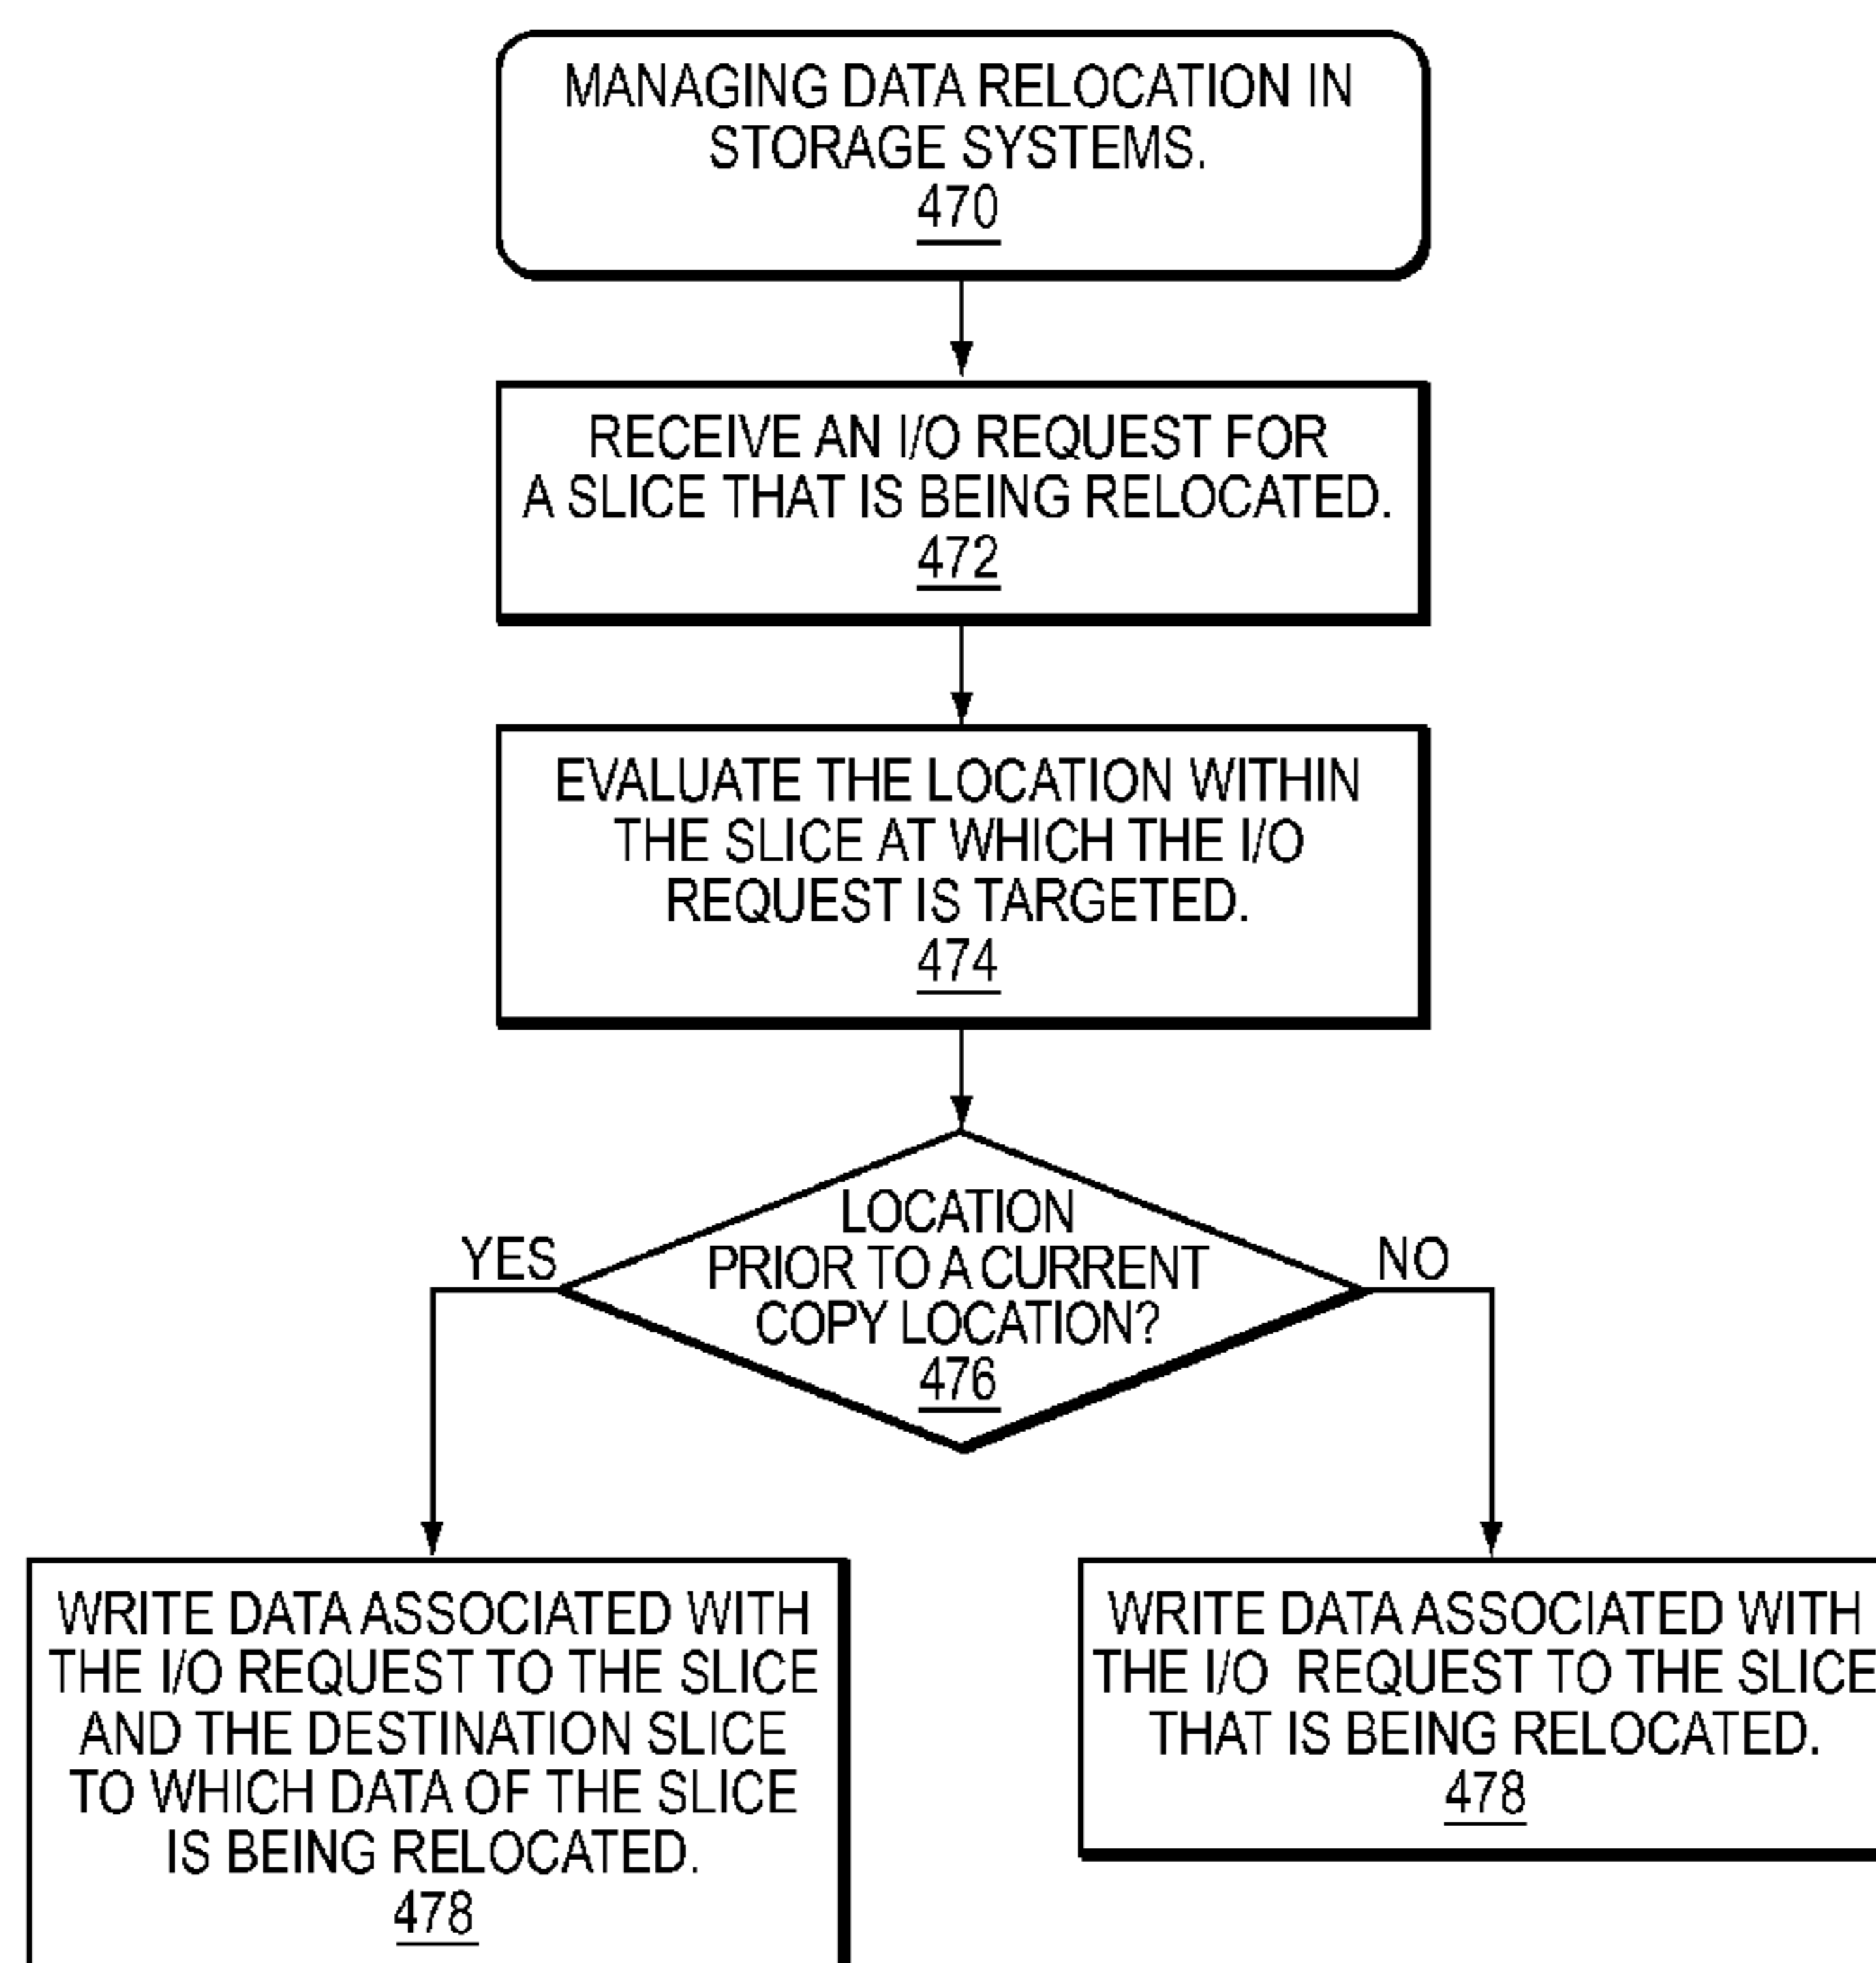 MANAGING DATA RELOCATION IN
STORAGE SYSTEMS.
470
RECEIVE AN I/O REQUEST FOR
A SLICE THAT IS BEING RELOCATED.
472
EVALUATE THE LOCATION WITHIN
THE SLICE AT WHICH THE I/O
REQUEST IS TARGETED.
474
LOCATION
PRIOR TO A CURRENT
COPY LOCATION?
476
YES
NO
WRITE DATA ASSOCIATED WITH
THE I/O REQUEST TO THE SLICE
AND THE DESTINATION SLICE
TO WHICH DATA OF THE SLICE
IS BEING RELOCATED.
478
WRITE DATA ASSOCIATED WITH
THE I/O REQUEST TO THE SLICE
THAT IS BEING RELOCATED.
478